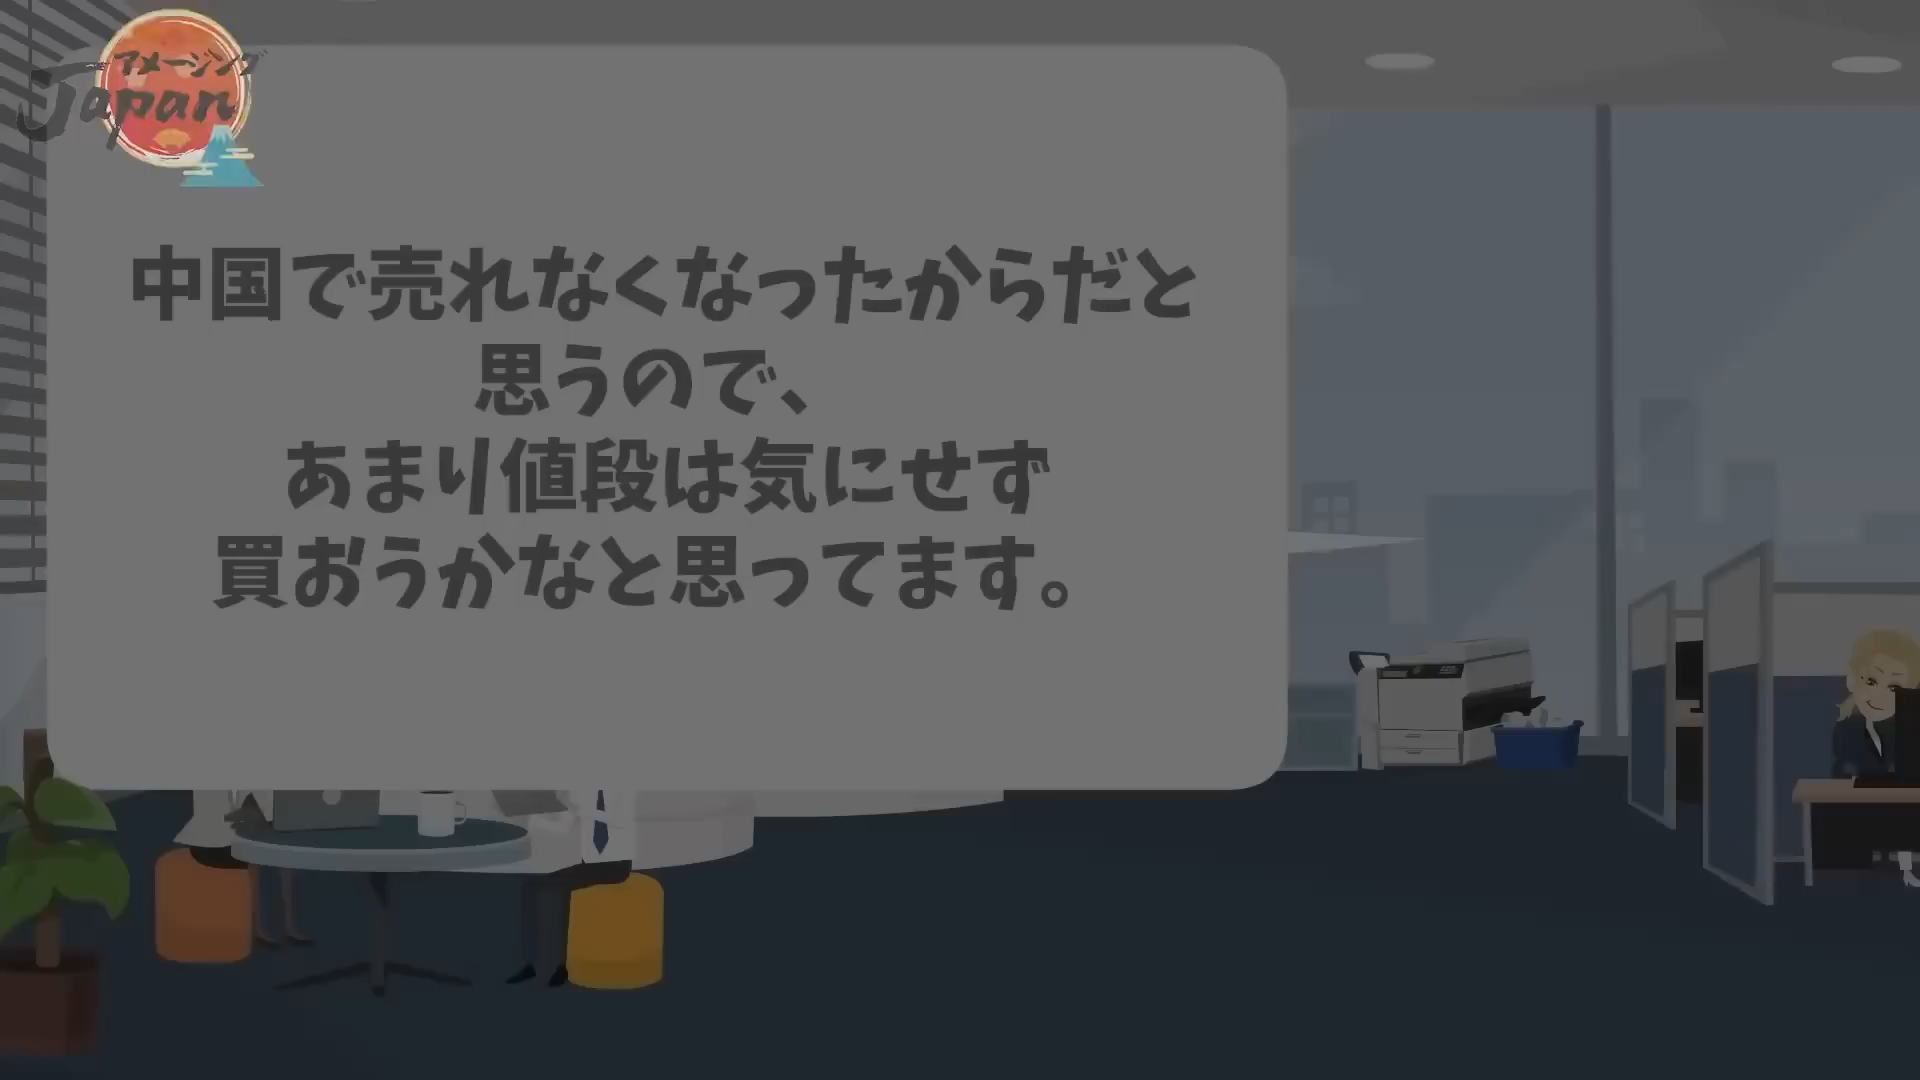 アメージング
Japan
中国で売れなくなったからだと
思うので、
あまり値段は気にせず
買おうかなと思ってます。